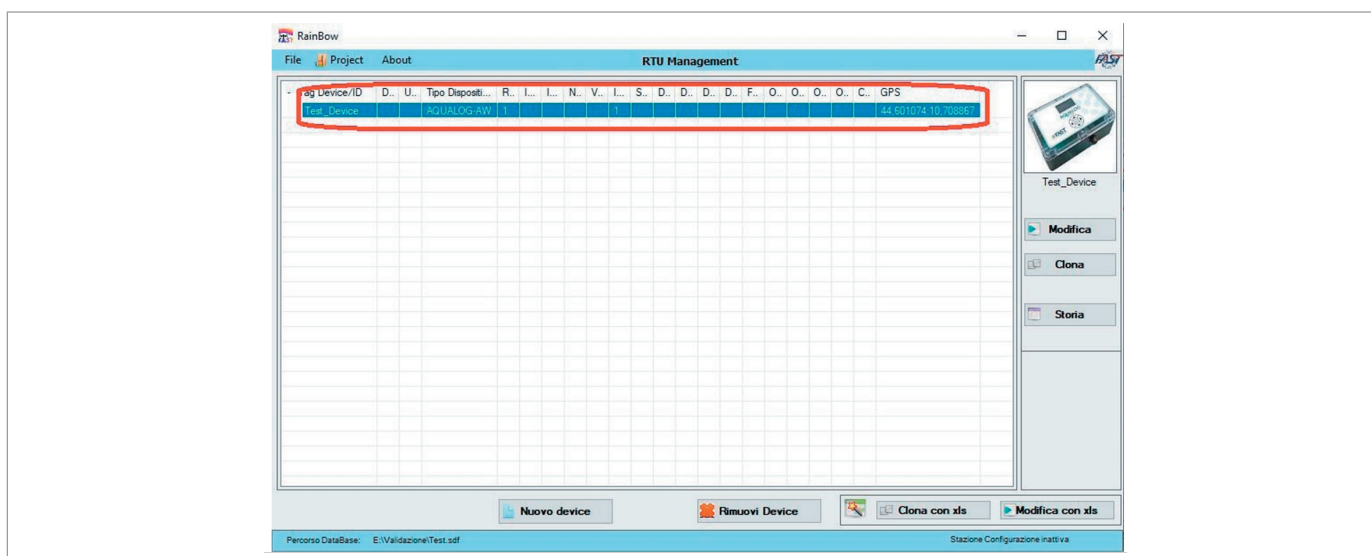 RainBow
File Project About RTU Management FAST
Tag Device/ID D.. U.. Tipo Dispositi... R.. I... I... N.. V.. I... S.. D.. D.. D.. D.. F.. O.. O.. O.. O.. C.. GPS
Test_Device AQUALOG-AW 1 1 44.601074-10.708867
Test_Device
Modifica
Clona
Storia
Nuovo device Rimuovi Device Clona con xls Modifica con xls
Percorso DataBase: E:\Validazione\Test.sdf Stazione Configurazione inattiva